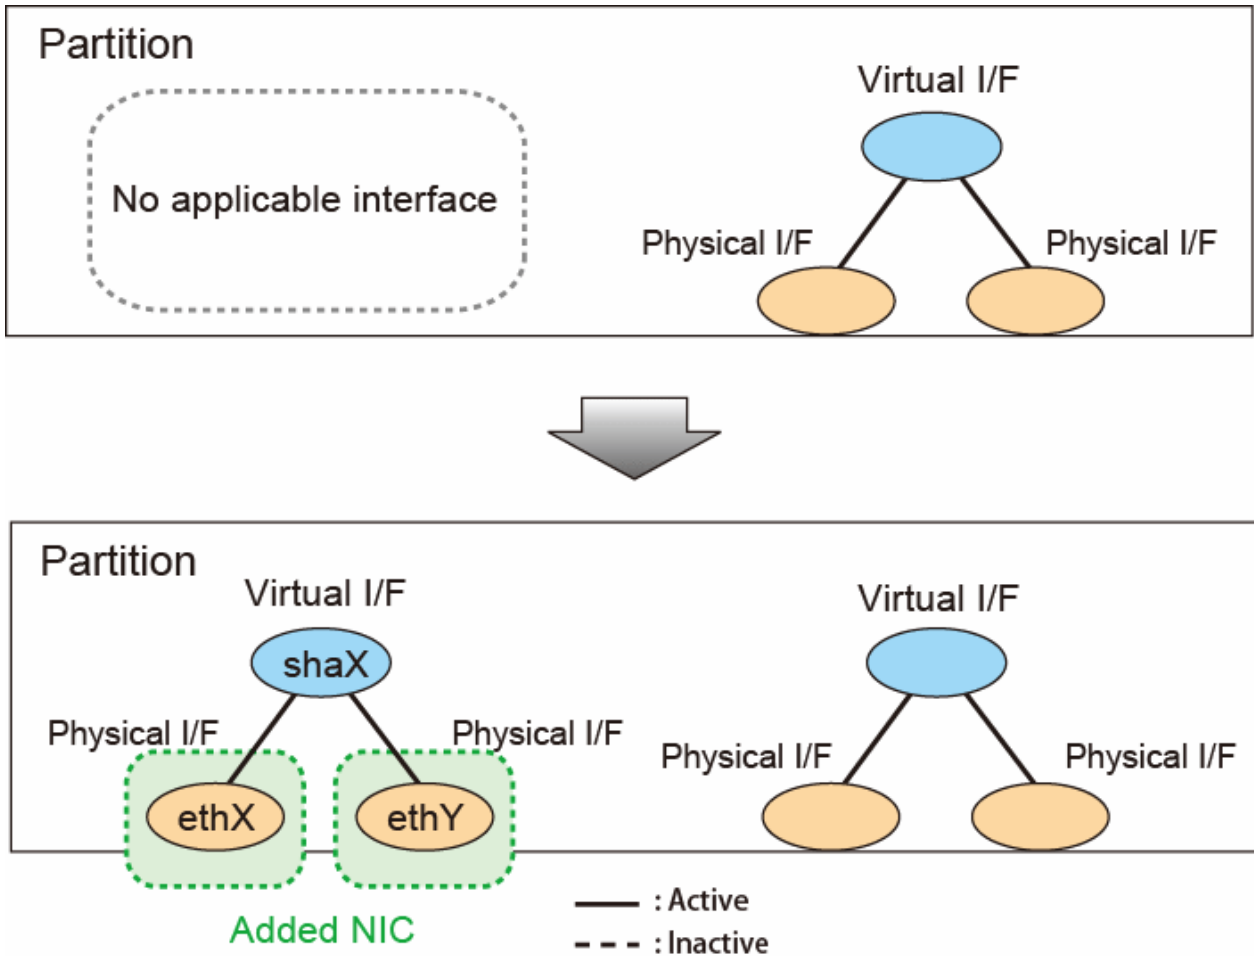 Partition
Virtual I/F
No applicable interface
Physical I/F
Physical I/F
Partition
Virtual I/F
Virtual I/F
shaX
Physical I/F
Physical I/F
Physical I/F
Physical I/F
ethX
ethY
Added NIC
: Active
: Inactive